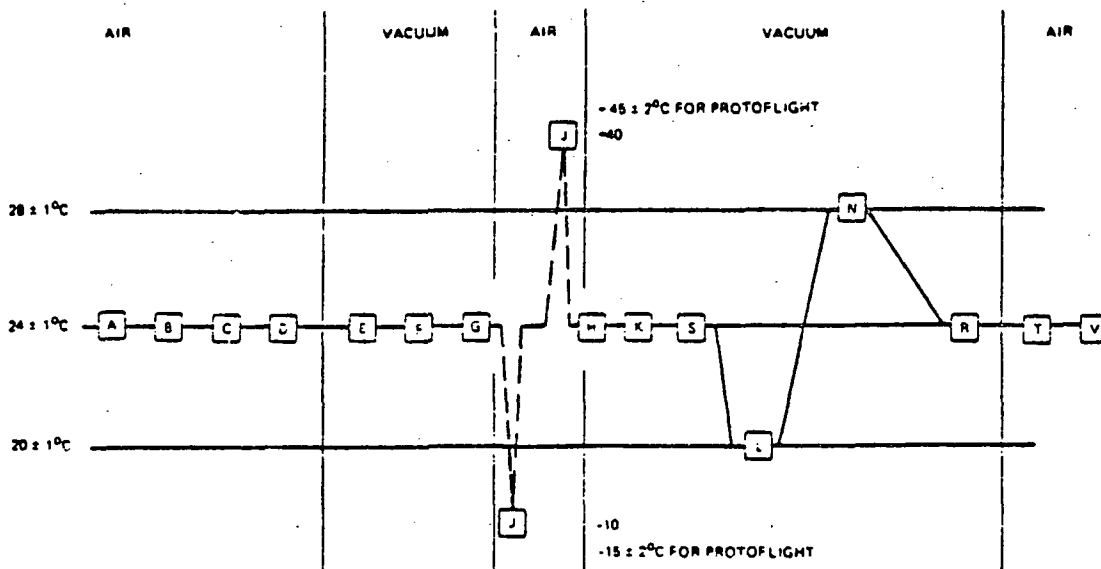 AIR VACUUM AIR VACUUM AIR
-45 ± 2°C FOR PROTOFLIGHT
J -40
28 ± 1°C N
24 ± 1°C A B C D E F G H K S R T V
20 ± 1°C L
J -10
-15 ± 2°C FOR PROTOFLIGHT